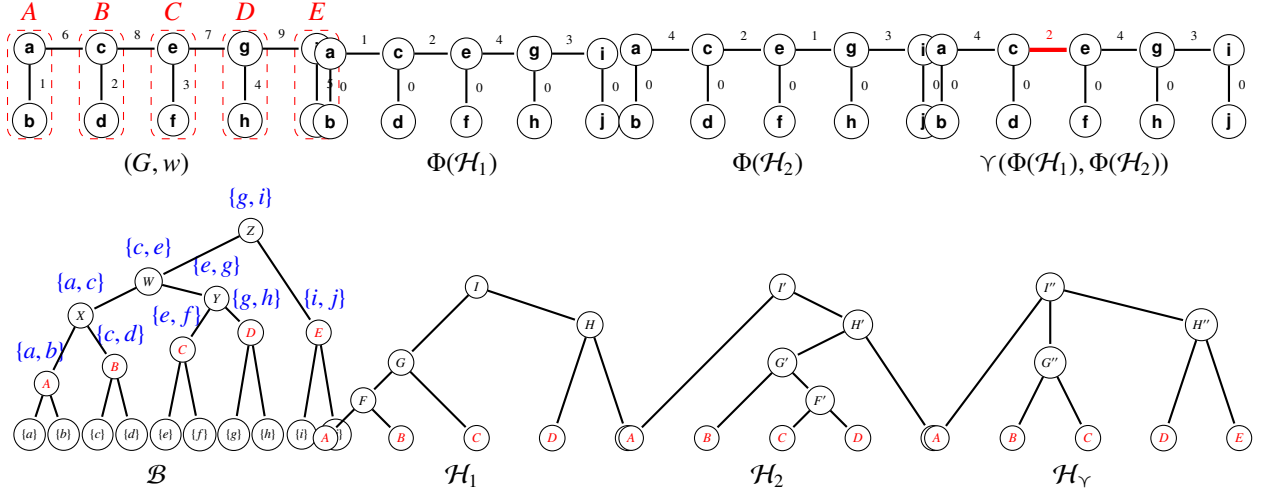 A B C D E
6 8 7 9 1 2 4 3 4 2 1 3 4 2 4 3
a c e g a c e g i a c e g i a c e g i
1 2 3 4 5 0 0 0 0 0 0 0 0 0 0 0 0 0 0
b d f h b d f h j b d f h j b d f h j
(G, w) Φ(ℋ₁) Φ(ℋ₂) ⋎(Φ(ℋ₁), Φ(ℋ₂))
{g, i}
Z
{c, e}
{e, g}
W
{a, c}
Y {g, h} {i, j}
X {e, f}
{c, d} D E
{a, b} C
B
A
{a} {b} {c} {d} {e} {f} {g} {h} {i}
ℬ
I
H
G
F
A B C D
ℋ₁
I′
H′
G′
F′
A B C D
ℋ₂
I′′
H′′
G′′
A B C D E
ℋ⋎